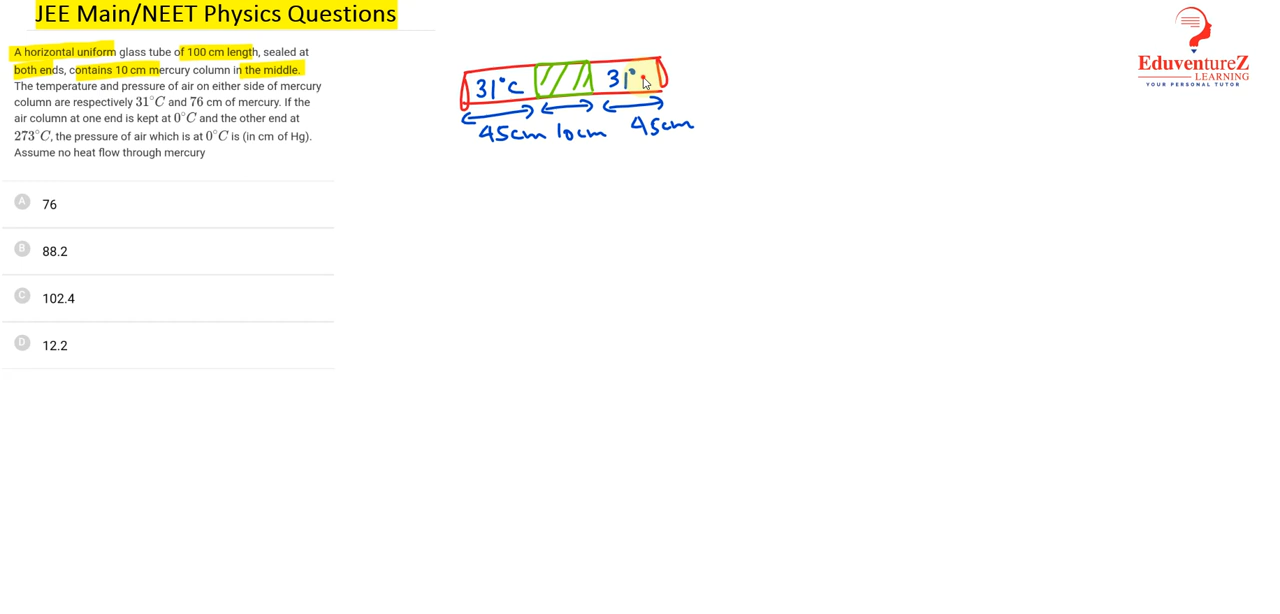 JEE Main/NEET Physics Questions
A horizontal uniform glass tube of 100 cm length, sealed at
both ends, contains 10 cm mercury column in the middle.
The temperature and pressure of air on either side of mercury
column are respectively 31°C and 76 cm of mercury. If the
air column at one end is kept at 0°C and the other end at
273°C, the pressure of air which is at 0°C is (in cm of Hg).
Assume no heat flow through mercury
A 76
B 88.2
C 102.4
D 12.2
31°C 31°
45cm 10cm 45cm
EduventureZ
LEARNING
YOUR PERSONAL TUTOR